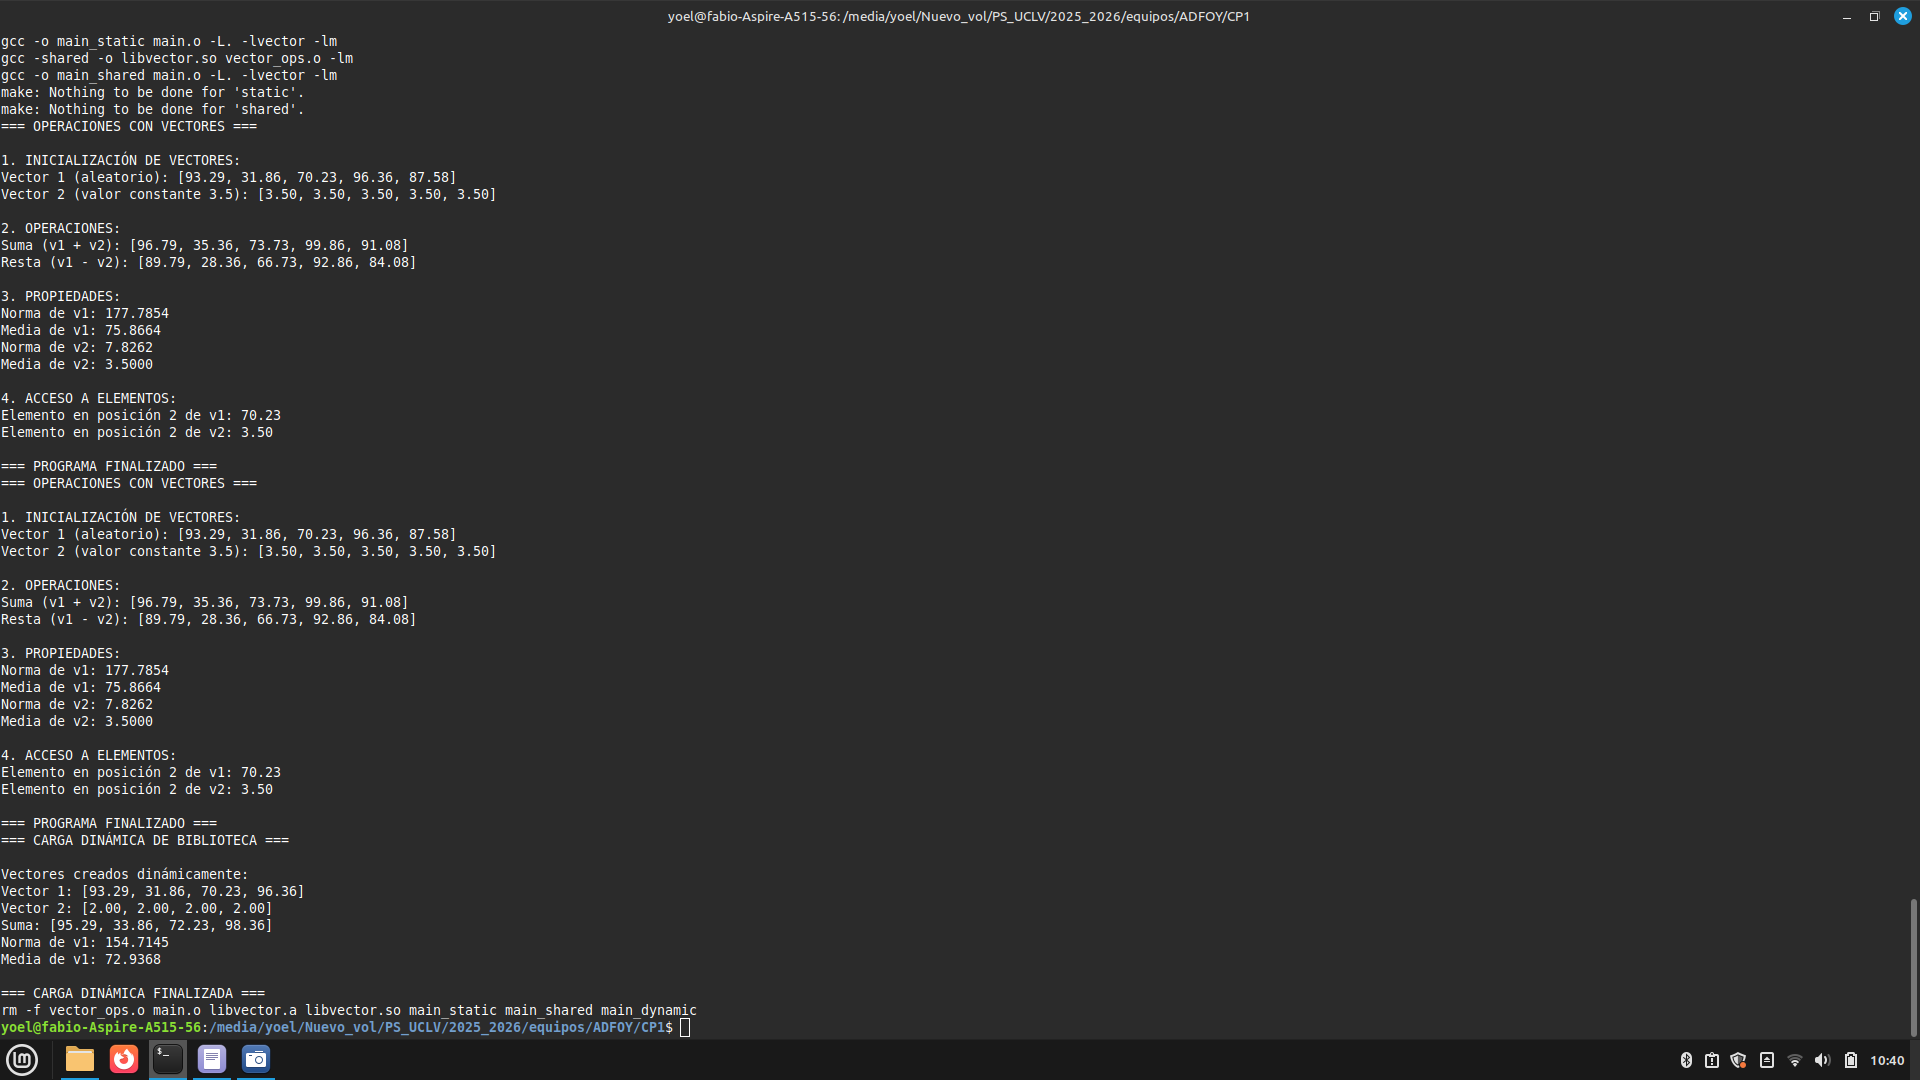 yoel@fabio-Aspire-A515-56: /media/yoel/Nuevo_vol/PS_UCLV/2025_2026/equipos/ADFOY/CP1
gcc -o main_static main.o -L. -lvector -lm
gcc -shared -o libvector.so vector_ops.o -lm
gcc -o main_shared main.o -L. -lvector -lm
make: Nothing to be done for 'static'.
make: Nothing to be done for 'shared'.
=== OPERACIONES CON VECTORES ===
1. INICIALIZACIÓN DE VECTORES:
Vector 1 (aleatorio): [93.29, 31.86, 70.23, 96.36, 87.58]
Vector 2 (valor constante 3.5): [3.50, 3.50, 3.50, 3.50, 3.50]
2. OPERACIONES:
Suma (v1 + v2): [96.79, 35.36, 73.73, 99.86, 91.08]
Resta (v1 - v2): [89.79, 28.36, 66.73, 92.86, 84.08]
3. PROPIEDADES:
Norma de v1: 177.7854
Media de v1: 75.8664
Norma de v2: 7.8262
Media de v2: 3.5000
4. ACCESO A ELEMENTOS:
Elemento en posición 2 de v1: 70.23
Elemento en posición 2 de v2: 3.50
=== PROGRAMA FINALIZADO ===
=== OPERACIONES CON VECTORES ===
1. INICIALIZACIÓN DE VECTORES:
Vector 1 (aleatorio): [93.29, 31.86, 70.23, 96.36, 87.58]
Vector 2 (valor constante 3.5): [3.50, 3.50, 3.50, 3.50, 3.50]
2. OPERACIONES:
Suma (v1 + v2): [96.79, 35.36, 73.73, 99.86, 91.08]
Resta (v1 - v2): [89.79, 28.36, 66.73, 92.86, 84.08]
3. PROPIEDADES:
Norma de v1: 177.7854
Media de v1: 75.8664
Norma de v2: 7.8262
Media de v2: 3.5000
4. ACCESO A ELEMENTOS:
Elemento en posición 2 de v1: 70.23
Elemento en posición 2 de v2: 3.50
=== PROGRAMA FINALIZADO ===
=== CARGA DINÁMICA DE BIBLIOTECA ===
Vectores creados dinámicamente:
Vector 1: [93.29, 31.86, 70.23, 96.36]
Vector 2: [2.00, 2.00, 2.00, 2.00]
Suma: [95.29, 33.86, 72.23, 98.36]
Norma de v1: 154.7145
Media de v1: 72.9368
=== CARGA DINÁMICA FINALIZADA ===
rm -f vector_ops.o main.o libvector.a libvector.so main_static main_shared main_dynamic
yoel@fabio-Aspire-A515-56:/media/yoel/Nuevo_vol/PS_UCLV/2025_2026/equipos/ADFOY/CP1$
10:40